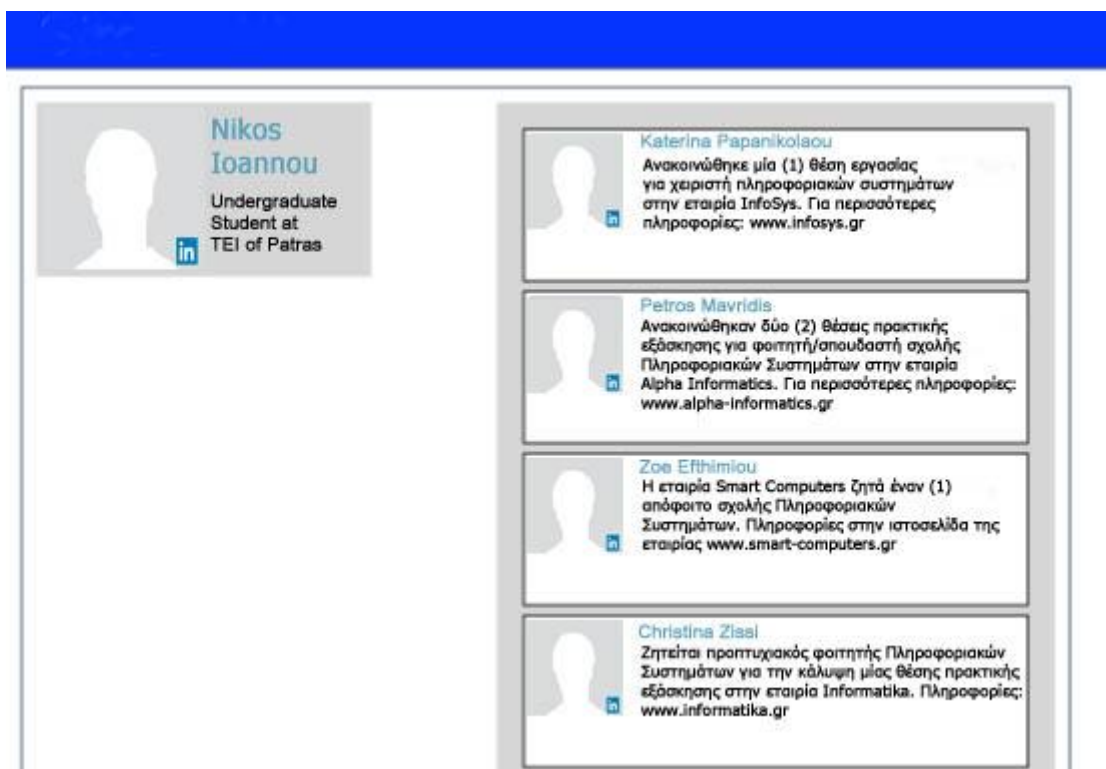 Nikos
Ioannou
Undergraduate
Student at
TEI of Patras
in
Katerina Papanikolaou
Ανακοινώθηκε μία (1) θέση εργασίας
για χειριστή πληροφοριακών συστημάτων
στην εταιρία InfoSys. Για περισσότερες
πληροφορίες: www.infosys.gr
in
Petros Mavridis
Ανακοινώθηκαν δύο (2) θέσεις πρακτικής
εξάσκησης για φοιτητή/σπουδαστή σχολής
Πληροφοριακών Συστημάτων στην εταιρία
Alpha Informatics. Για περισσότερες πληροφορίες:
www.alpha-informatics.gr
in
Zoe Efthimiou
Η εταιρία Smart Computers ζητά έναν (1)
απόφοιτο σχολής Πληροφοριακών
Συστημάτων. Πληροφορίες στην ιστοσελίδα της
εταιρίας www.smart-computers.gr
in
Christina Zissi
Ζητείται προπτυχιακός φοιτητής Πληροφοριακών
Συστημάτων για την κάλυψη μίας θέσης πρακτικής
εξάσκησης στην εταιρία Informatika. Πληροφορίες:
www.informatika.gr
in